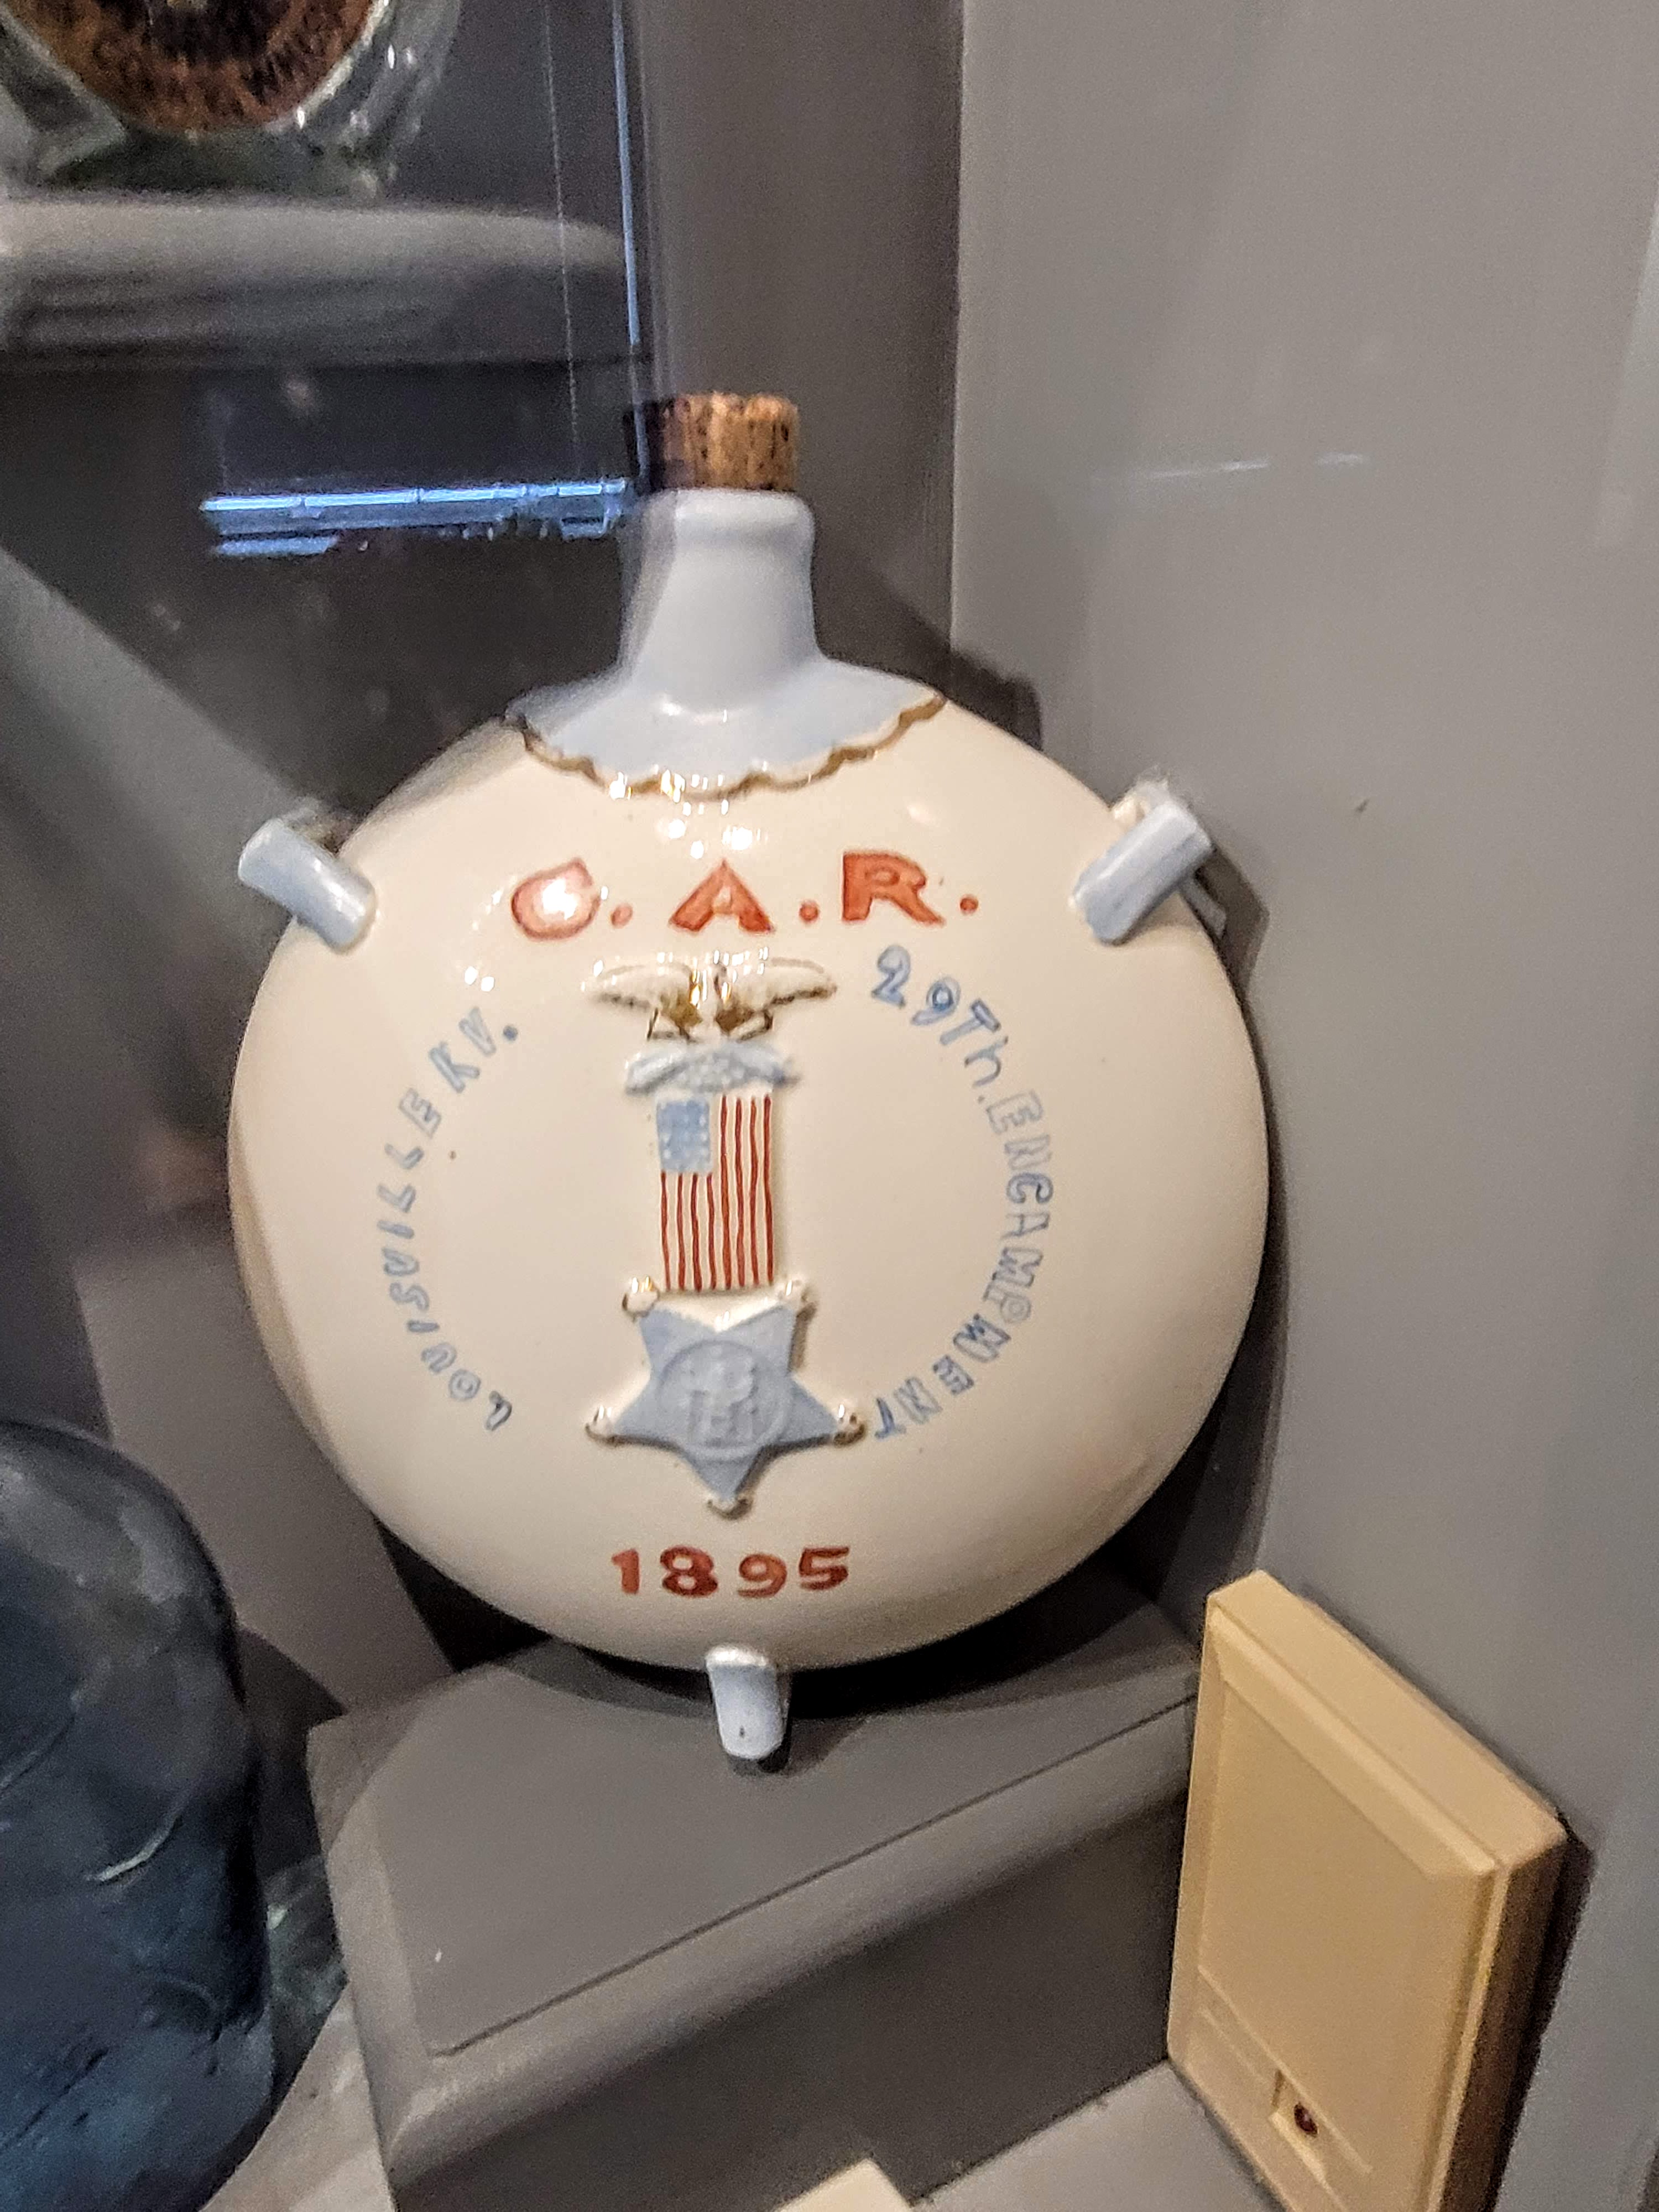 G.A.R.
LOUISVILLE KY.
29Th. ENCAMPMENT
1895